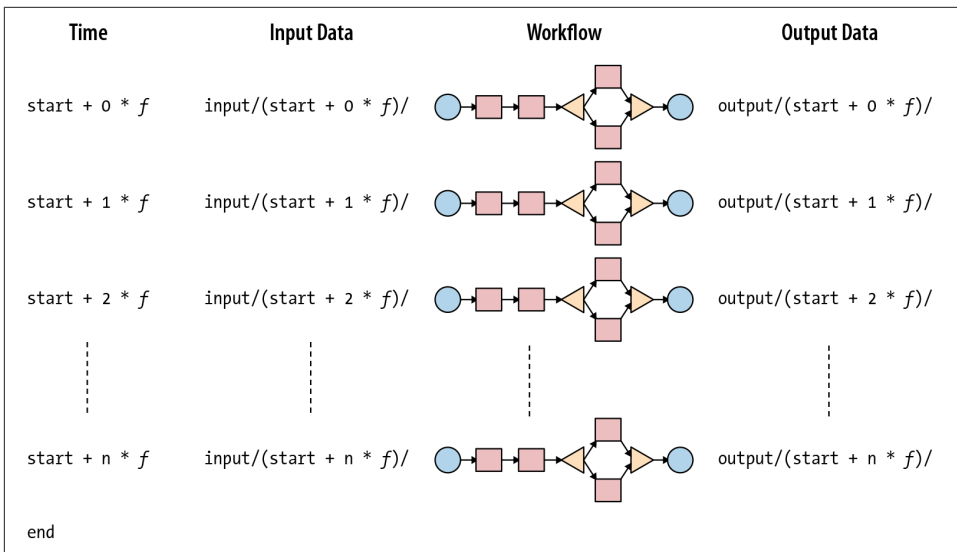 Time Input Data Workflow Output Data
start + 0 * f input/(start + 0 * f)/ output/(start + 0 * f)/
start + 1 * f input/(start + 1 * f)/ output/(start + 1 * f)/
start + 2 * f input/(start + 2 * f)/ output/(start + 2 * f)/
start + n * f input/(start + n * f)/ output/(start + n * f)/
end